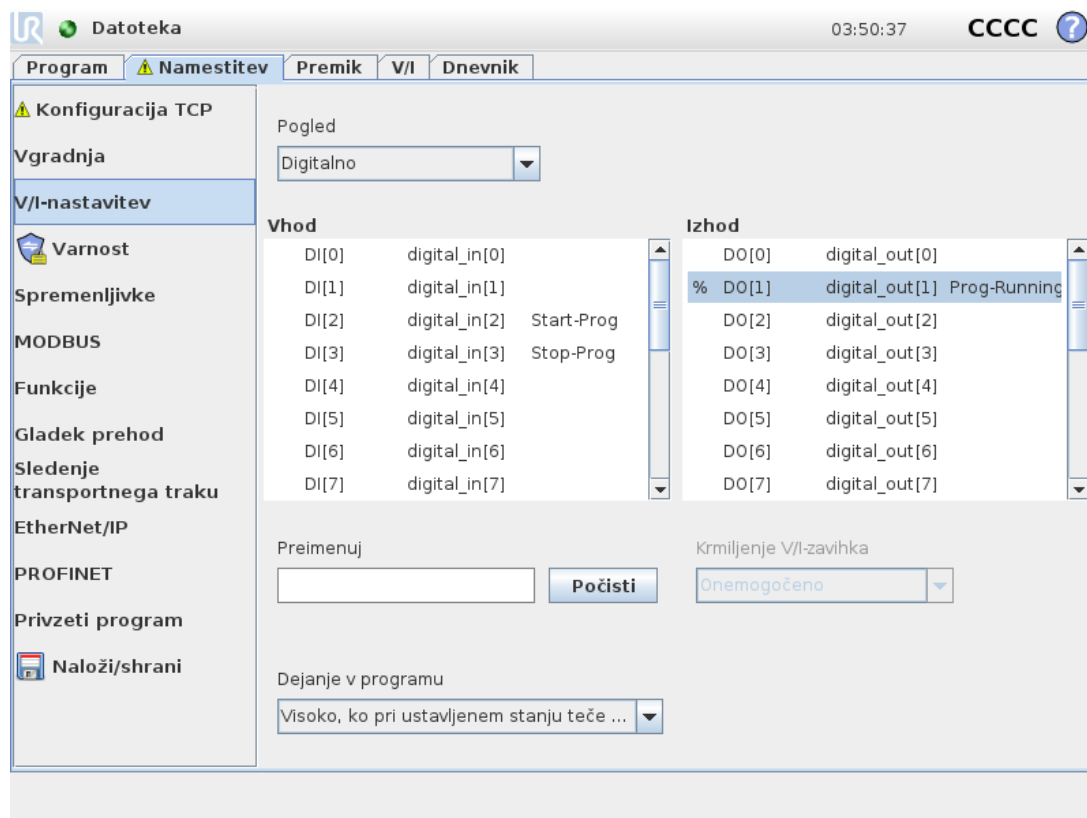 UR Datoteka 03:50:37 CCCC ?
Program Namestitev Premik V/I Dnevnik
Konfiguracija TCP
Vgradnja
V/I-nastavitev
Varnost
Spremenljivke
MODBUS
Funkcije
Gladek prehod
Sledenje
transportnega traku
EtherNet/IP
PROFINET
Privzeti program
Naloži/shrani
Pogled
Digitalno
Vhod
DI[0] digital_in[0]
DI[1] digital_in[1]
DI[2] digital_in[2] Start-Prog
DI[3] digital_in[3] Stop-Prog
DI[4] digital_in[4]
DI[5] digital_in[5]
DI[6] digital_in[6]
DI[7] digital_in[7]
Izhod
DO[0] digital_out[0]
% DO[1] digital_out[1] Prog-Running
DO[2] digital_out[2]
DO[3] digital_out[3]
DO[4] digital_out[4]
DO[5] digital_out[5]
DO[6] digital_out[6]
DO[7] digital_out[7]
Preimenuj
Počisti
Krmiljenje V/I-zavihka
Onemogočeno
Dejanje v programu
Visoko, ko pri ustavljenem stanju teče ...